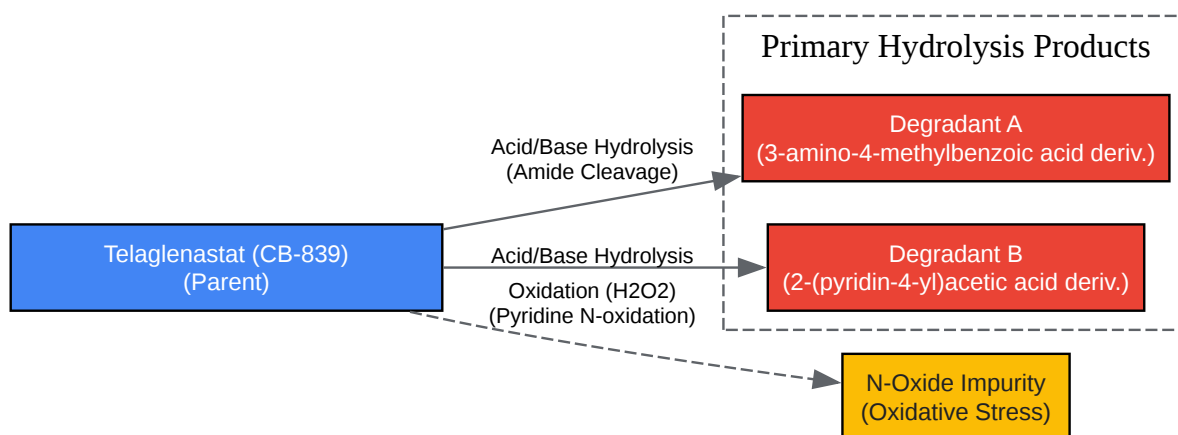 Primary Hydrolysis Products
Degradant A
(3-amino-4-methylbenzoic acid deriv.)
Acid/Base Hydrolysis
(Amide Cleavage)
Telaglenastat (CB-839)
(Parent)
Acid/Base Hydrolysis
Degradant B
(2-(pyridin-4-yl)acetic acid deriv.)
Oxidation (H2O2)
(Pyridine N-oxidation)
N-Oxide Impurity
(Oxidative Stress)